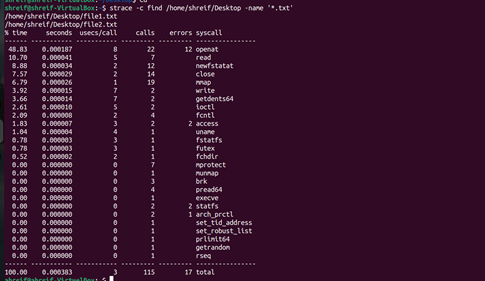 shreif@shreif-VirtualBox:~$ cd
shreif@shreif-VirtualBox:~$ strace -c find /home/shreif/Desktop -name '*.txt'
/home/shreif/Desktop/file1.txt
/home/shreif/Desktop/file2.txt
% time     seconds  usecs/call     calls    errors syscall
------ ----------- ----------- --------- --------- ----------------
 48.83    0.000187           8        22        12 openat
 10.70    0.000041           5         7           read
  8.88    0.000034           2        12           newfstatat
  7.57    0.000029           2        14           close
  6.79    0.000026           1        19           mmap
  3.92    0.000015           7         2           write
  3.66    0.000014           7         2           getdents64
  2.61    0.000010           5         2           ioctl
  2.09    0.000008           2         4           fcntl
  1.83    0.000007           3         2         2 access
  1.04    0.000004           4         1           uname
  0.78    0.000003           3         1           fstatfs
  0.78    0.000003           3         1           futex
  0.52    0.000002           2         1           fchdir
  0.00    0.000000           0         7           mprotect
  0.00    0.000000           0         1           munmap
  0.00    0.000000           0         3           brk
  0.00    0.000000           0         4           pread64
  0.00    0.000000           0         1           execve
  0.00    0.000000           0         2         2 statfs
  0.00    0.000000           0         2         1 arch_prctl
  0.00    0.000000           0         1           set_tid_address
  0.00    0.000000           0         1           set_robust_list
  0.00    0.000000           0         1           prlimit64
  0.00    0.000000           0         1           getrandom
  0.00    0.000000           0         1           rseq
------ ----------- ----------- --------- --------- ----------------
100.00    0.000383           3       115        17 total
shreif@shreif-VirtualBox:~$